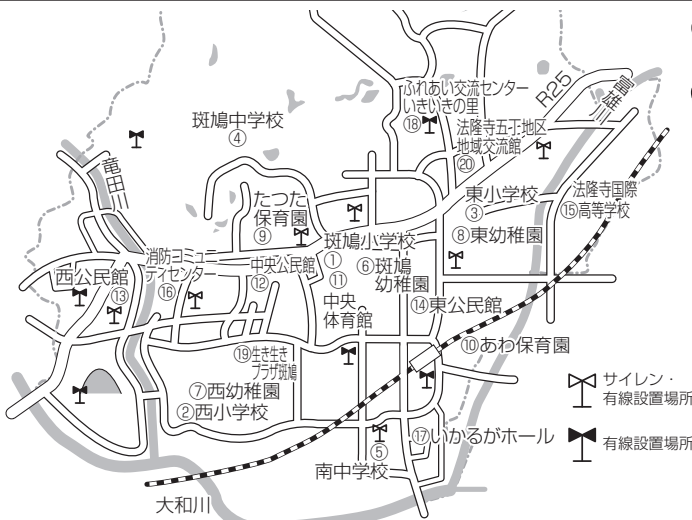 ふれあい交流センター
いきいきの里
⑱
R25
富雄川
斑鳩中学校
④
法隆寺五丁地区
地域交流館
⑳
竜田川
たつた
保育園
⑨
東小学校
③
法隆寺国際
⑮高等学校
斑鳩小学校
①
⑪
⑧東幼稚園
消防コミュニ
ティセンター
⑯
中央公民館
⑫
⑥斑鳩
幼稚園
西公民館
⑬
中央
体育館
⑭東公民館
⑲生き生き
プラザ斑鳩
⑩あわ保育園
⑦西幼稚園
②西小学校
サイレン・
有線設置場所
⑤
⑰いかるがホール
有線設置場所
南中学校
大和川